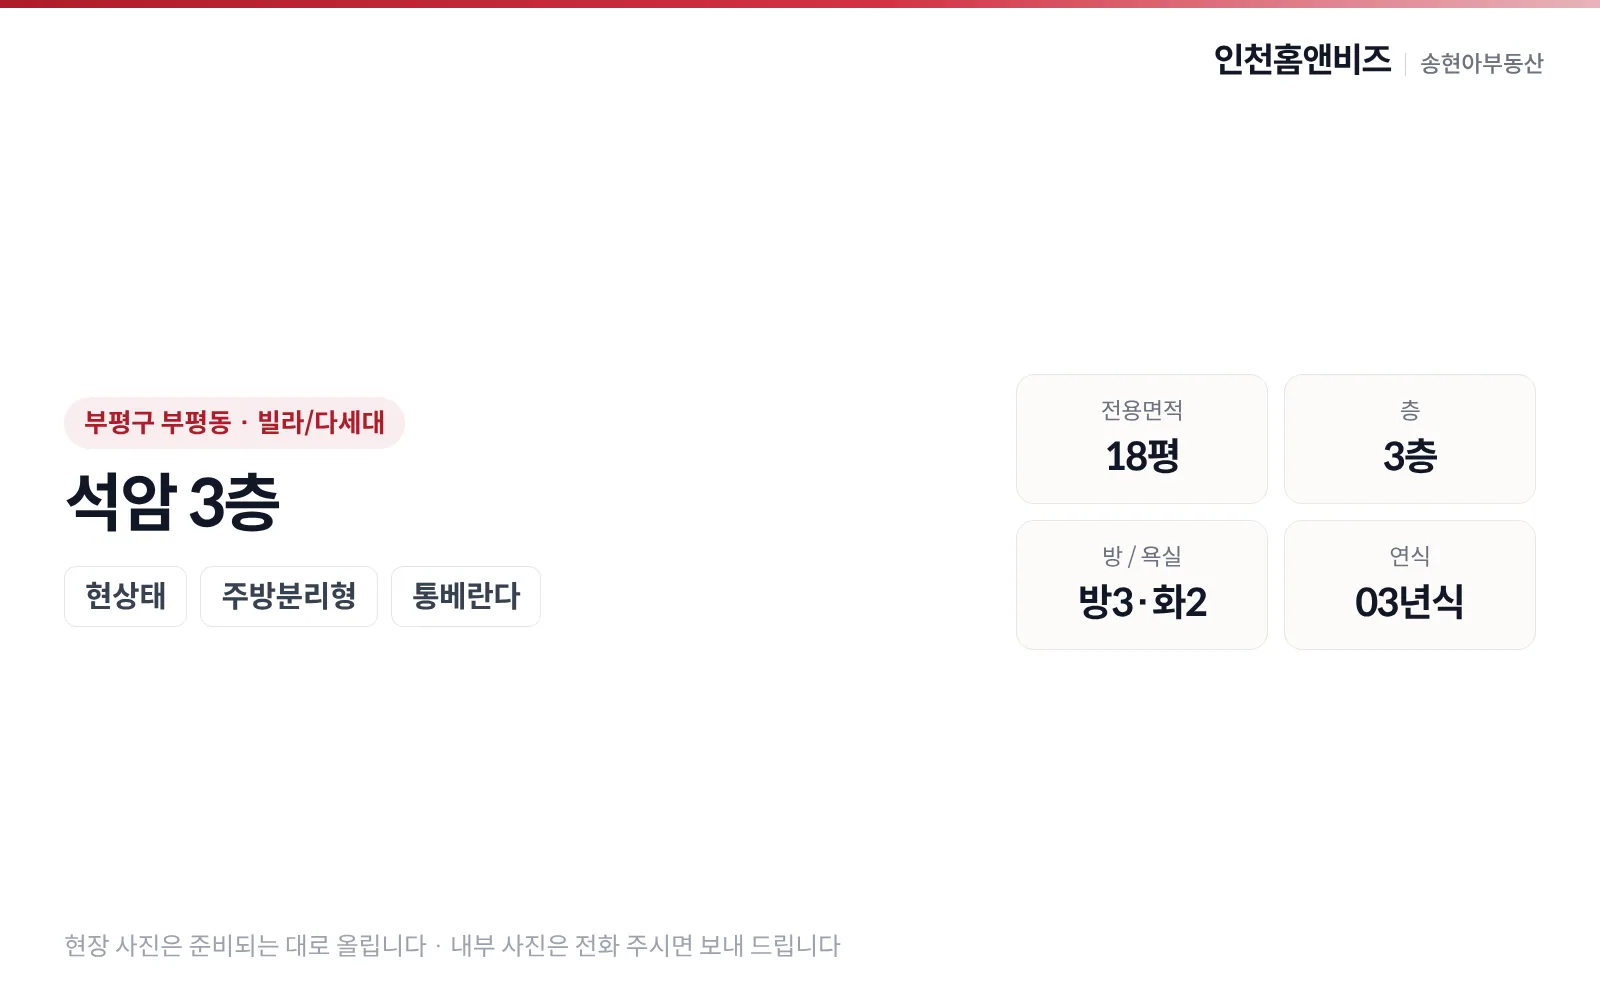 인천홈앤비즈 송현아부동산
부평구 부평동 · 빌라/다세대
석암 3층
현상태 주방분리형 통베란다
전용면적
18평
층
3층
방 / 욕실
방3·화2
연식
03년식
현장 사진은 준비되는 대로 올립니다 · 내부 사진은 전화 주시면 보내 드립니다